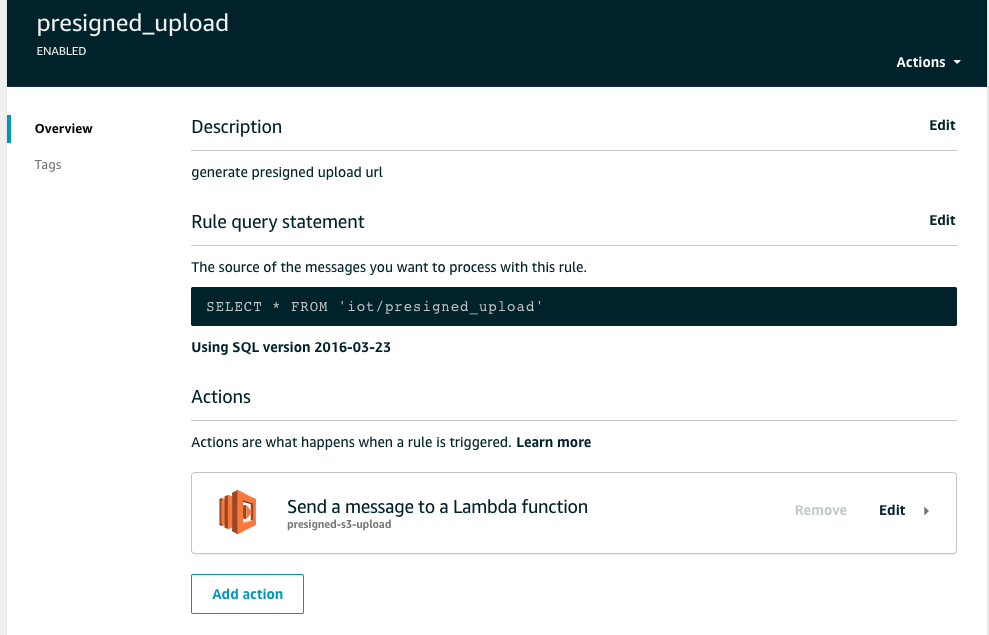 presigned_upload
ENABLED
Actions
Overview
Tags
Description
Edit
generate presigned upload url
Rule query statement
Edit
The source of the messages you want to process with this rule.
SELECT * FROM 'iot/presigned_upload'
Using SQL version 2016-03-23
Actions
Actions are what happens when a rule is triggered. Learn more
Send a message to a Lambda function
presigned-s3-upload
Remove
Edit
Add action